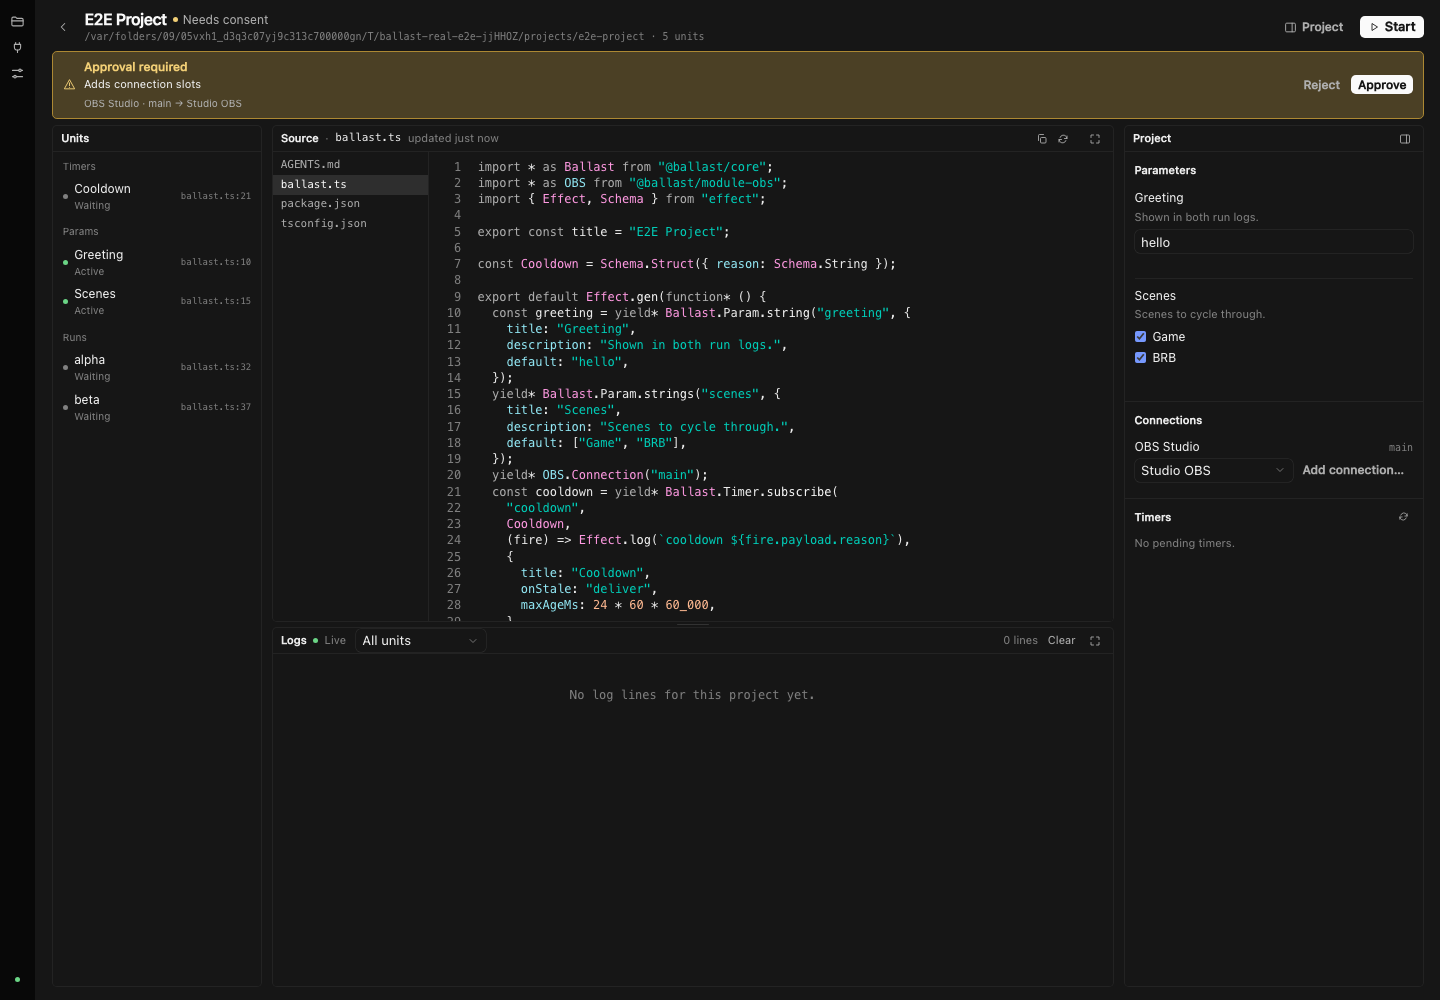 E2E Project • Needs consent
/var/folders/09/05vxh1_d3q3c07yj9c313c700000gn/T/ballast-real-e2e-jjHHOZ/projects/e2e-project · 5 units
Project
Start
Approval required
Adds connection slots
OBS Studio · main → Studio OBS
Reject
Approve
Units
Timers
Cooldown
Waiting
ballast.ts:21
Params
Greeting
Active
ballast.ts:10
Scenes
Active
ballast.ts:15
Runs
alpha
Waiting
ballast.ts:32
beta
Waiting
ballast.ts:37
Source · ballast.ts updated just now
AGENTS.md
ballast.ts
package.json
tsconfig.json
1 import * as Ballast from "@ballast/core";
2 import * as OBS from "@ballast/module-obs";
3 import { Effect, Schema } from "effect";
4
5 export const title = "E2E Project";
6
7 const Cooldown = Schema.Struct({ reason: Schema.String });
8
9 export default Effect.gen(function* () {
10 const greeting = yield* Ballast.Param.string("greeting", {
11 title: "Greeting",
12 description: "Shown in both run logs.",
13 default: "hello",
14 });
15 yield* Ballast.Param.strings("scenes", {
16 title: "Scenes",
17 description: "Scenes to cycle through.",
18 default: ["Game", "BRB"],
19 });
20 yield* OBS.Connection("main");
21 const cooldown = yield* Ballast.Timer.subscribe(
22 "cooldown",
23 Cooldown,
24 (fire) => Effect.log(`cooldown ${fire.payload.reason}`),
25 {
26 title: "Cooldown",
27 onStale: "deliver",
28 maxAgeMs: 24 * 60 * 60_000,
29 }
Logs • Live
All units
0 lines
Clear
No log lines for this project yet.
Project
Parameters
Greeting
Shown in both run logs.
hello
Scenes
Scenes to cycle through.
Game
BRB
Connections
OBS Studio
main
Studio OBS
Add connection...
Timers
No pending timers.